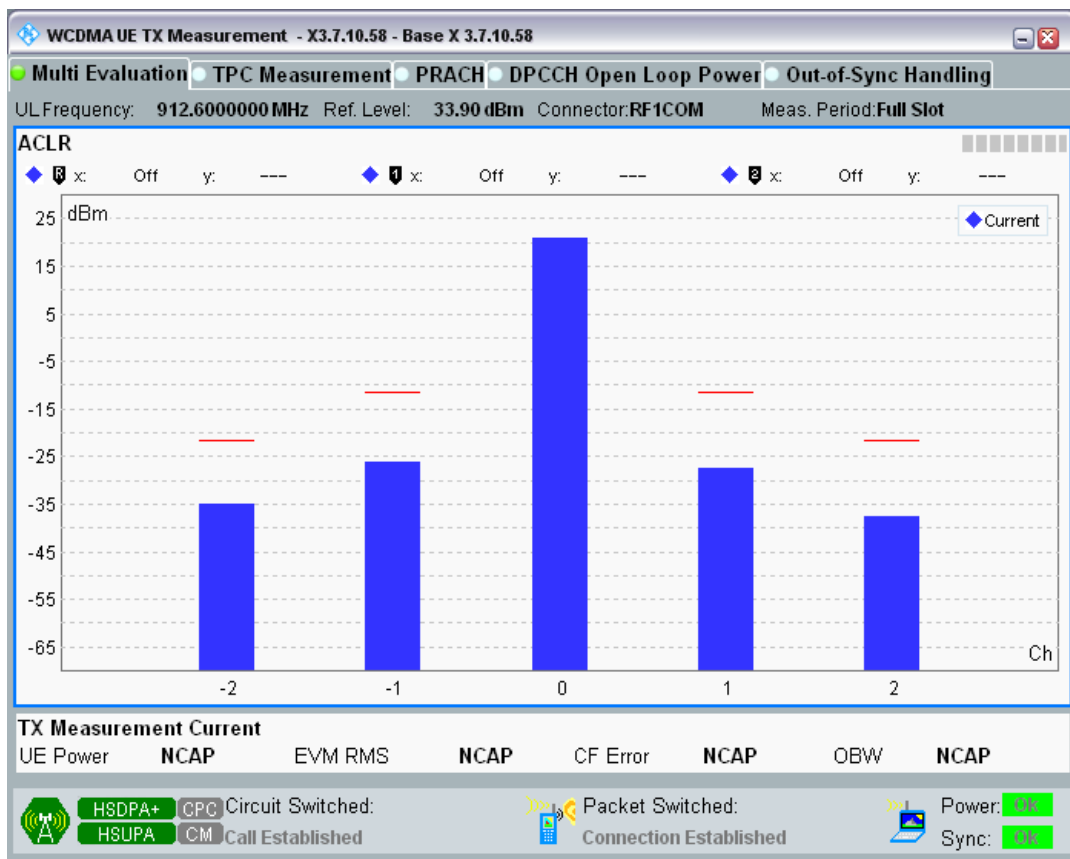 WCDMA UE TX Measurement - X3.7.10.58 - Base X 3.7.10.58
Multi Evaluation TPC Measurement PRACH DPCCH Open Loop Power Out-of-Sync Handling
UL Frequency: 912.6000000 MHz Ref. Level: 33.90 dBm Connector:RF1COM Meas. Period:Full Slot
ACLR
R x: Off y: --- 1 x: Off y: --- 2 x: Off y: ---
25 dBm
Current
15
5
-5
-15
-25
-35
-45
-55
-65
Ch
-2 -1 0 1 2
TX Measurement Current
UE Power NCAP EVM RMS NCAP CF Error NCAP OBW NCAP
HSDPA+ CPC Circuit Switched: Packet Switched: Power: OK
HSUPA CM Call Established Connection Established Sync: OK